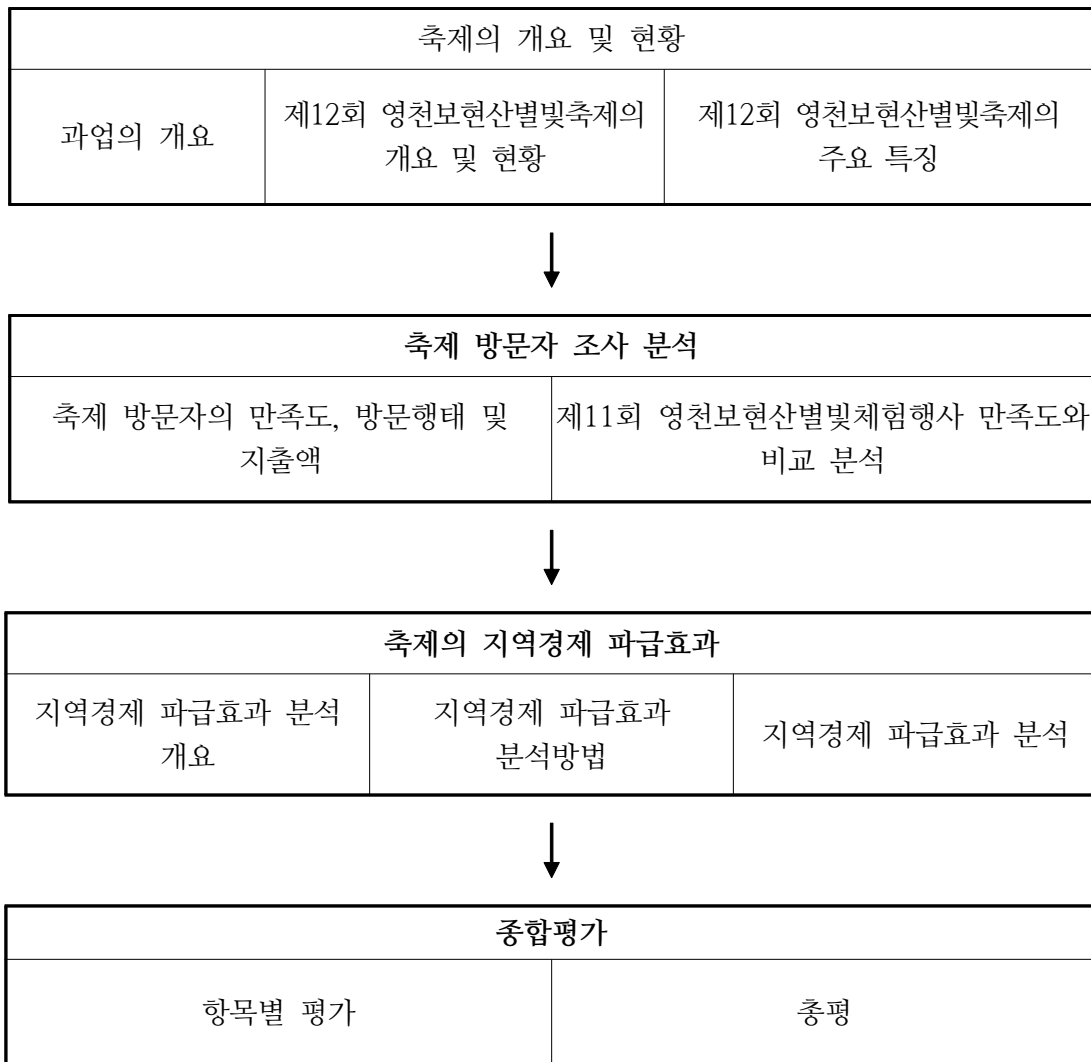 축제의 개요 및 현황
과업의 개요
제12회 영천보현산별빛축제의
개요 및 현황
제12회 영천보현산별빛축제의
주요 특징
축제 방문자 조사 분석
축제 방문자의 만족도, 방문행태 및
지출액
제11회 영천보현산별빛체험행사 만족도와
비교 분석
축제의 지역경제 파급효과
지역경제 파급효과 분석
개요
지역경제 파급효과
분석방법
지역경제 파급효과 분석
종합평가
항목별 평가
총평